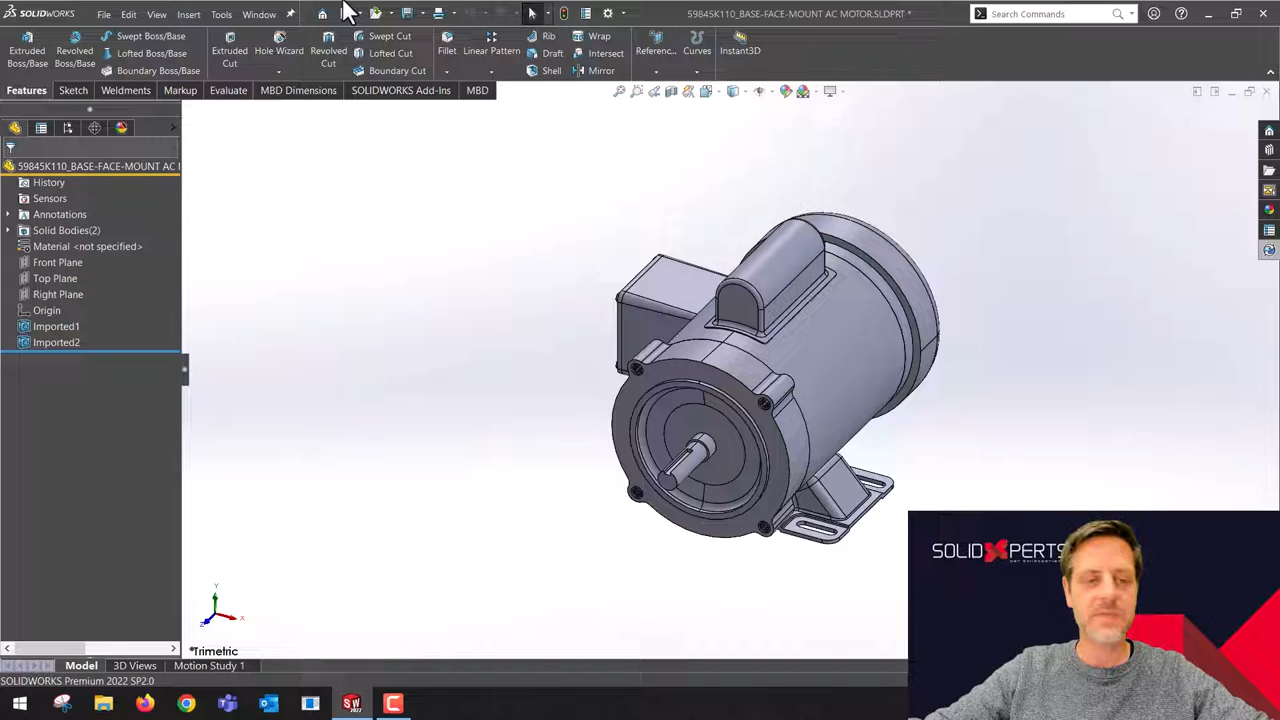 SOLIDWORKS File Edit View Insert Tools Window 59845K110_BASE-FACE-MOUNT AC MOTOR.SLDPRT * Search Commands
Extruded Boss/Base
Revolved Boss/Base
Swept Boss/Base
Lofted Boss/Base
Boundary Boss/Base
Extruded Cut
Hole Wizard
Revolved Cut
Swept Cut
Lofted Cut
Boundary Cut
Fillet
Linear Pattern
Rib
Draft
Shell
Wrap
Intersect
Mirror
Referenc...
Curves
Instant3D
Features Sketch Weldments Markup Evaluate MBD Dimensions SOLIDWORKS Add-Ins MBD
59845K110_BASE-FACE-MOUNT AC
History
Sensors
Annotations
Solid Bodies(2)
Material <not specified>
Front Plane
Top Plane
Right Plane
Origin
Imported1
Imported2
Y
X
Z
*Trimetric
Model 3D Views Motion Study 1
SOLIDWORKS Premium 2022 SP2.0
SW
2022
SOLIDXPERTS
par solidxperience